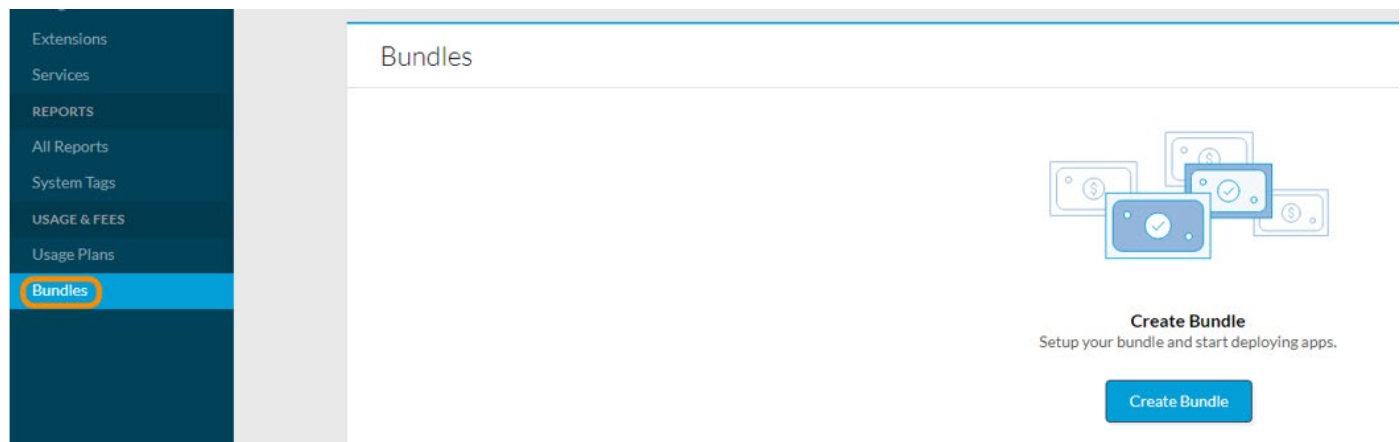 Extensions
Services
REPORTS
All Reports
System Tags
USAGE & FEES
Usage Plans
Bundles
Bundles
Create Bundle
Setup your bundle and start deploying apps.
Create Bundle